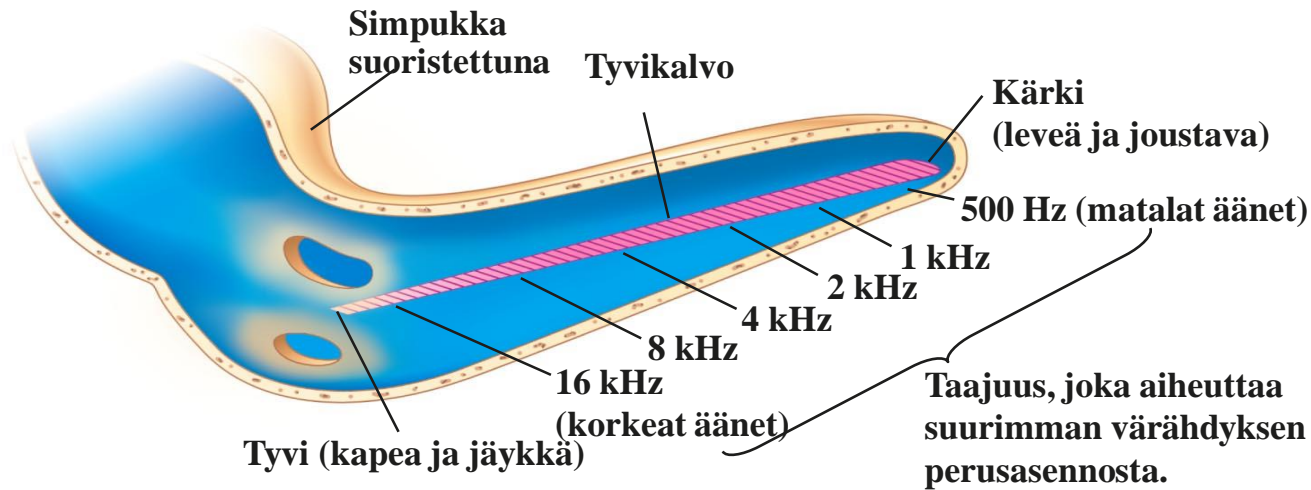 Simpukka
suoristettuna
Tyvikalvo
Kärki
(leveä ja joustava)
500 Hz (matalat äänet)
1 kHz
2 kHz
4 kHz
8 kHz
16 kHz
(korkeat äänet)
Tyvi (kapea ja jäykkä)
Taajuus, joka aiheuttaa
suurimman värähdyksen
perusasennosta.